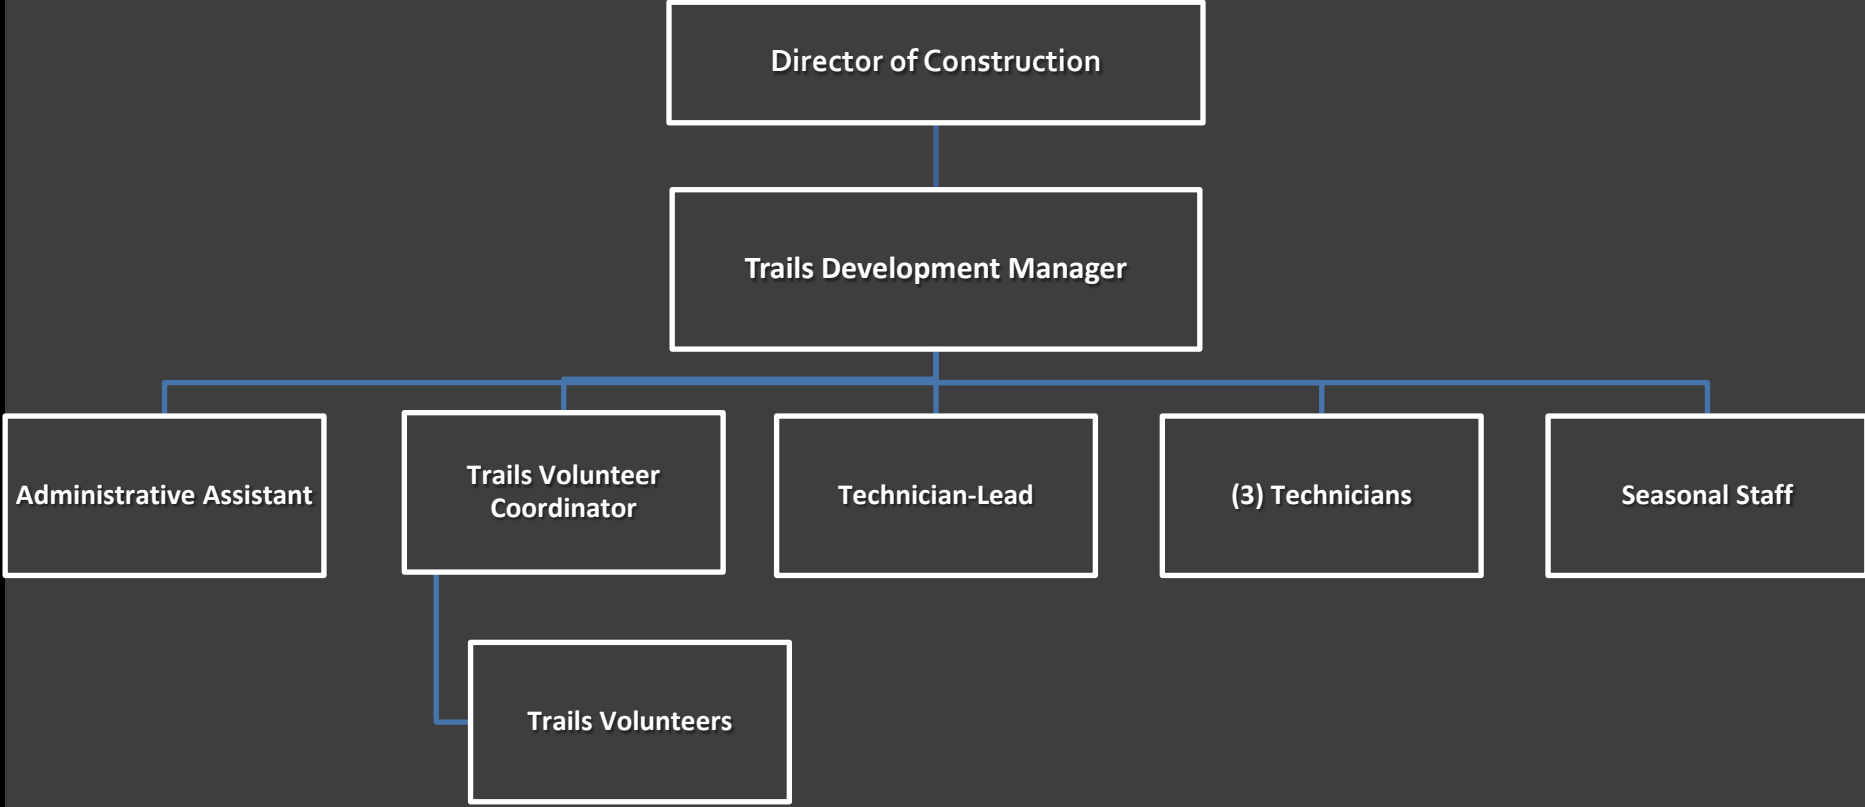 Director of Construction
Trails Development Manager
Administrative Assistant
Trails Volunteer
Coordinator
Technician-Lead
(3) Technicians
Seasonal Staff
Trails Volunteers